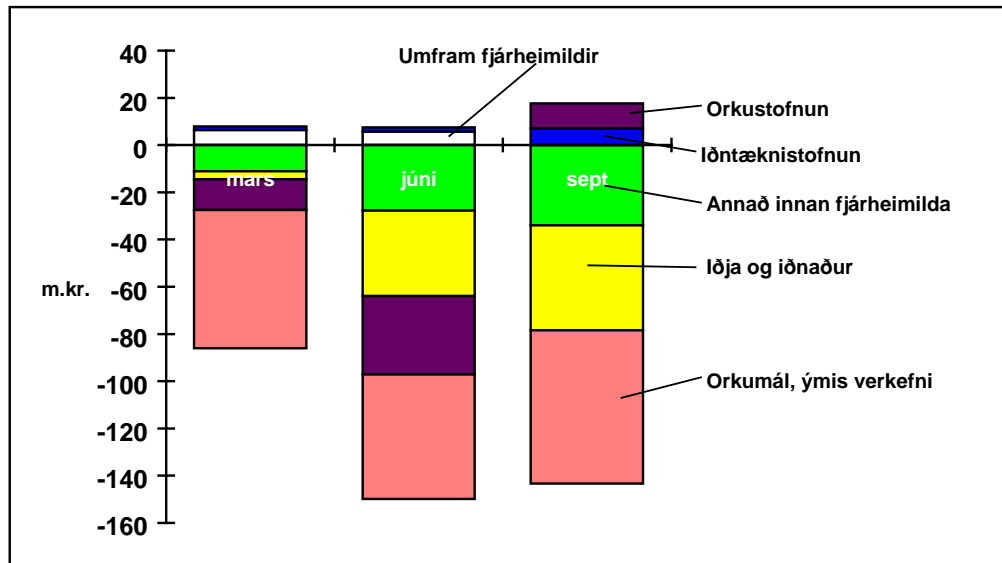 40
20
0
-20
-40
-60
-80
-100
-120
-140
-160
m.kr.
Umfram fjárheimildir
mars
júní
sept
Orkustofnun
Iðntæknistofnun
Annað innan fjárheimilda
Iðja og iðnaður
Orkumál, ýmis verkefni